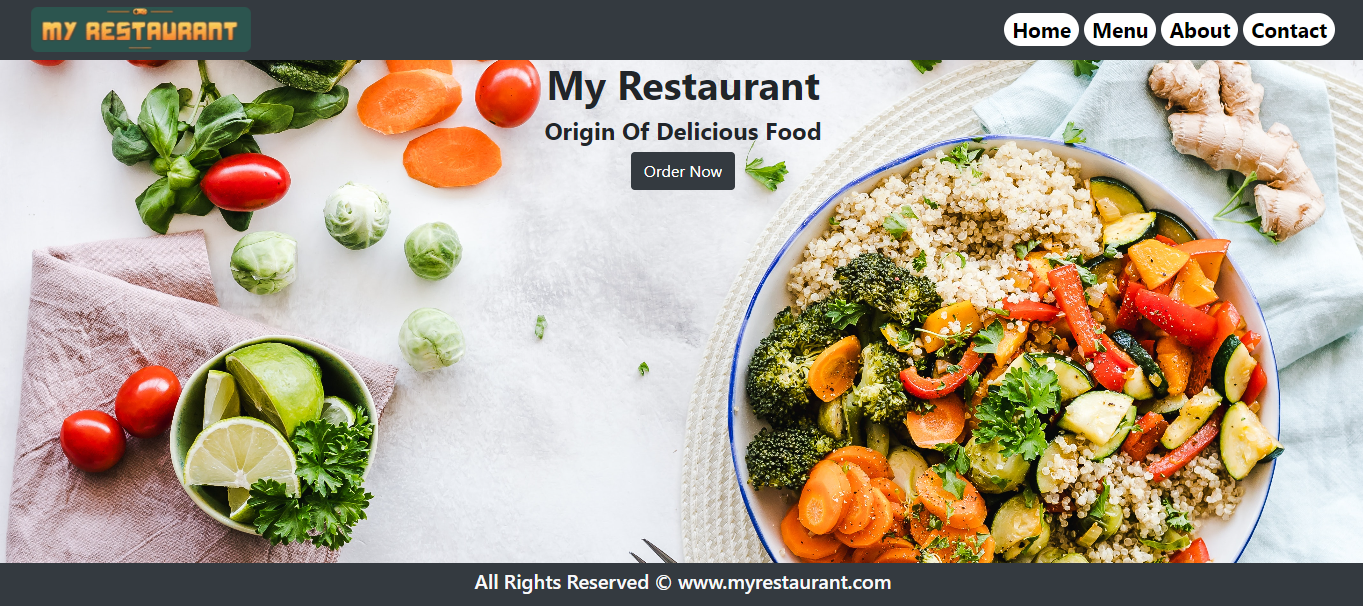 MY RESTAURANT
Home Menu About Contact
My Restaurant
Origin Of Delicious Food
Order Now
All Rights Reserved © www.myrestaurant.com